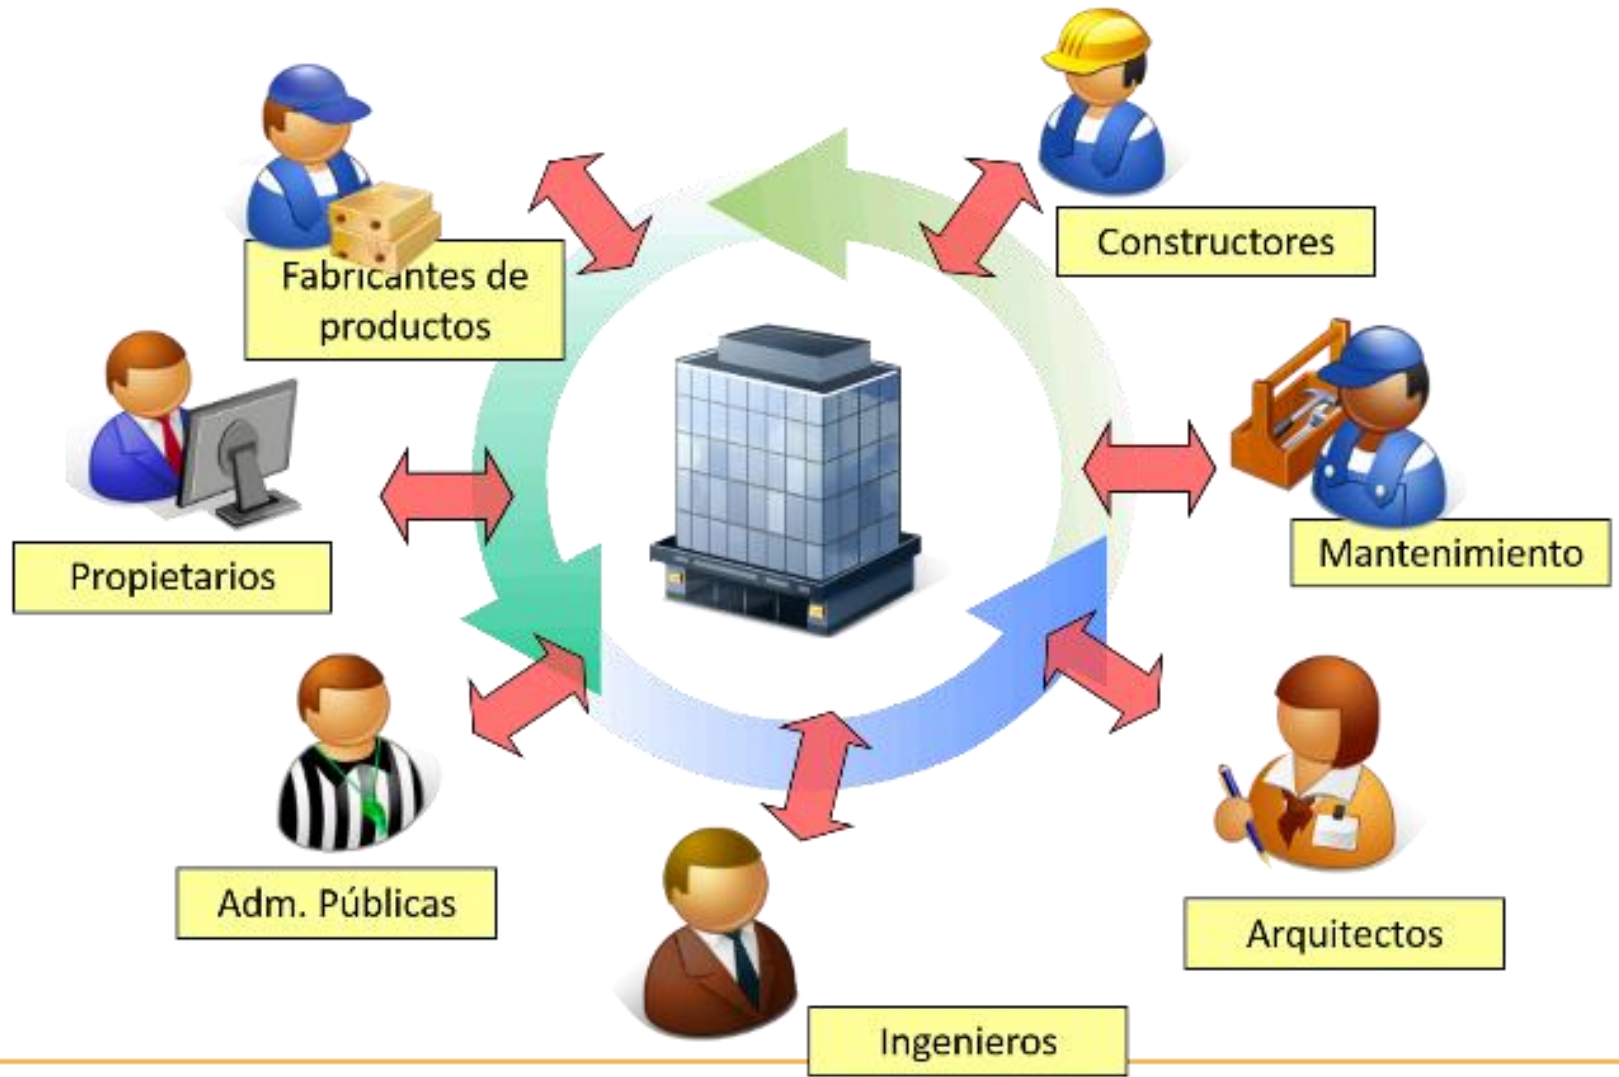 Constructores
Fabricantes de
productos
Mantenimiento
Propietarios
Adm. Públicas
Arquitectos
Ingenieros